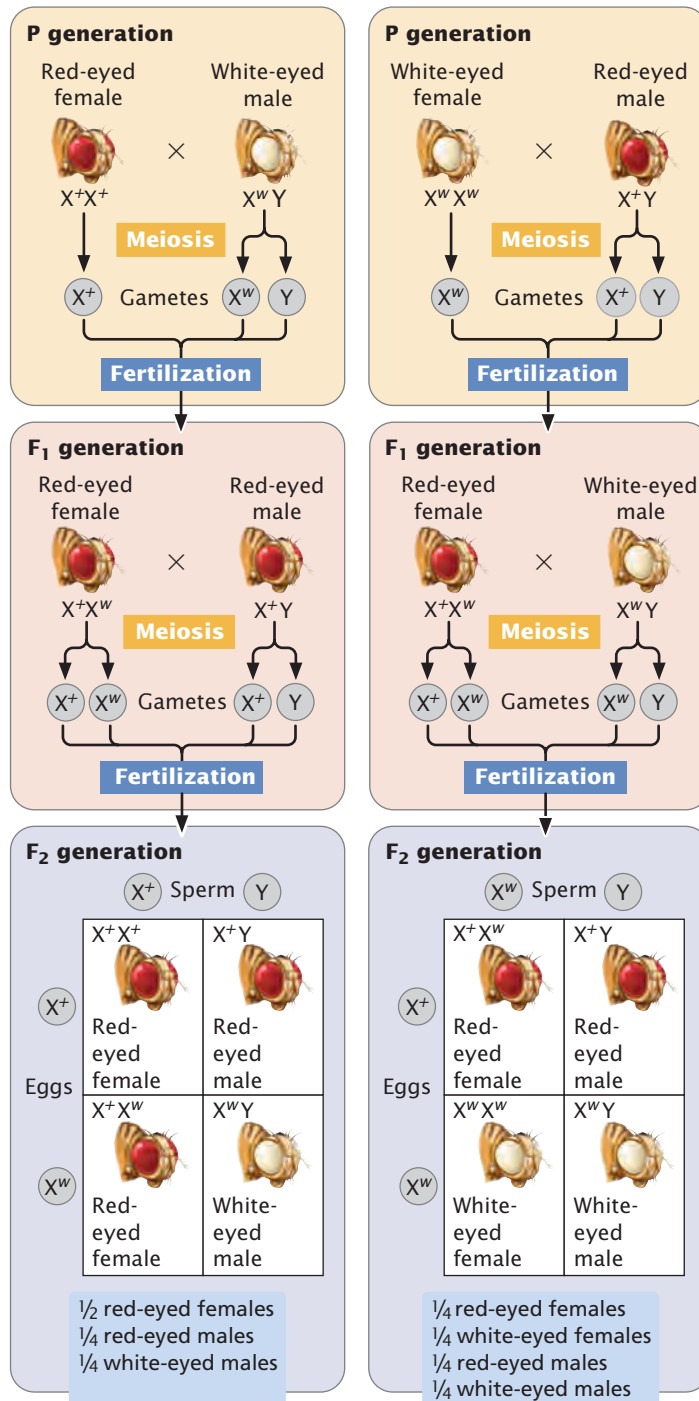 P generation
Red-eyed female
White-eyed male
×
X⁺X⁺
XʷY
Meiosis
X⁺
Gametes
Xʷ
Y
Fertilization
F₁ generation
Red-eyed female
Red-eyed male
×
X⁺Xʷ
X⁺Y
Meiosis
X⁺
Xʷ
Gametes
X⁺
Y
Fertilization
F₂ generation
X⁺ Sperm Y
X⁺X⁺
X⁺Y
X⁺
Red-
eyed
female
Red-
eyed
male
Eggs
X⁺Xʷ
XʷY
Xʷ
Red-
eyed
female
White-
eyed
male
½ red-eyed females
¼ red-eyed males
¼ white-eyed males
P generation
White-eyed female
Red-eyed male
×
XʷXʷ
X⁺Y
Meiosis
Xʷ
Gametes
X⁺
Y
Fertilization
F₁ generation
Red-eyed female
White-eyed male
×
X⁺Xʷ
XʷY
Meiosis
X⁺
Xʷ
Gametes
Xʷ
Y
Fertilization
F₂ generation
Xʷ Sperm Y
X⁺Xʷ
X⁺Y
X⁺
Red-
eyed
female
Red-
eyed
male
Eggs
XʷXʷ
XʷY
Xʷ
White-
eyed
female
White-
eyed
male
¼ red-eyed females
¼ white-eyed females
¼ red-eyed males
¼ white-eyed males